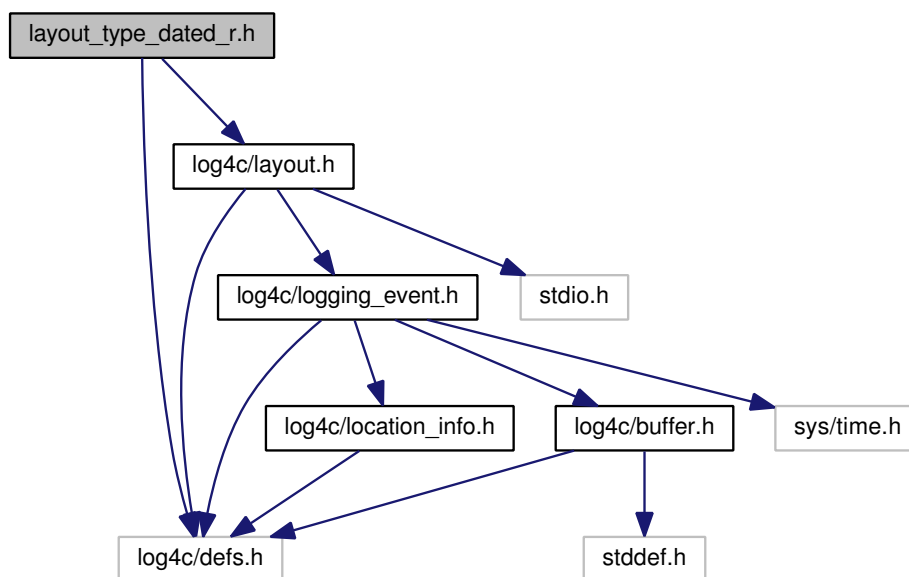 layout_type_dated_r.h
log4c/layout.h
log4c/logging_event.h
stdio.h
log4c/location_info.h
log4c/buffer.h
sys/time.h
log4c/defs.h
stddef.h